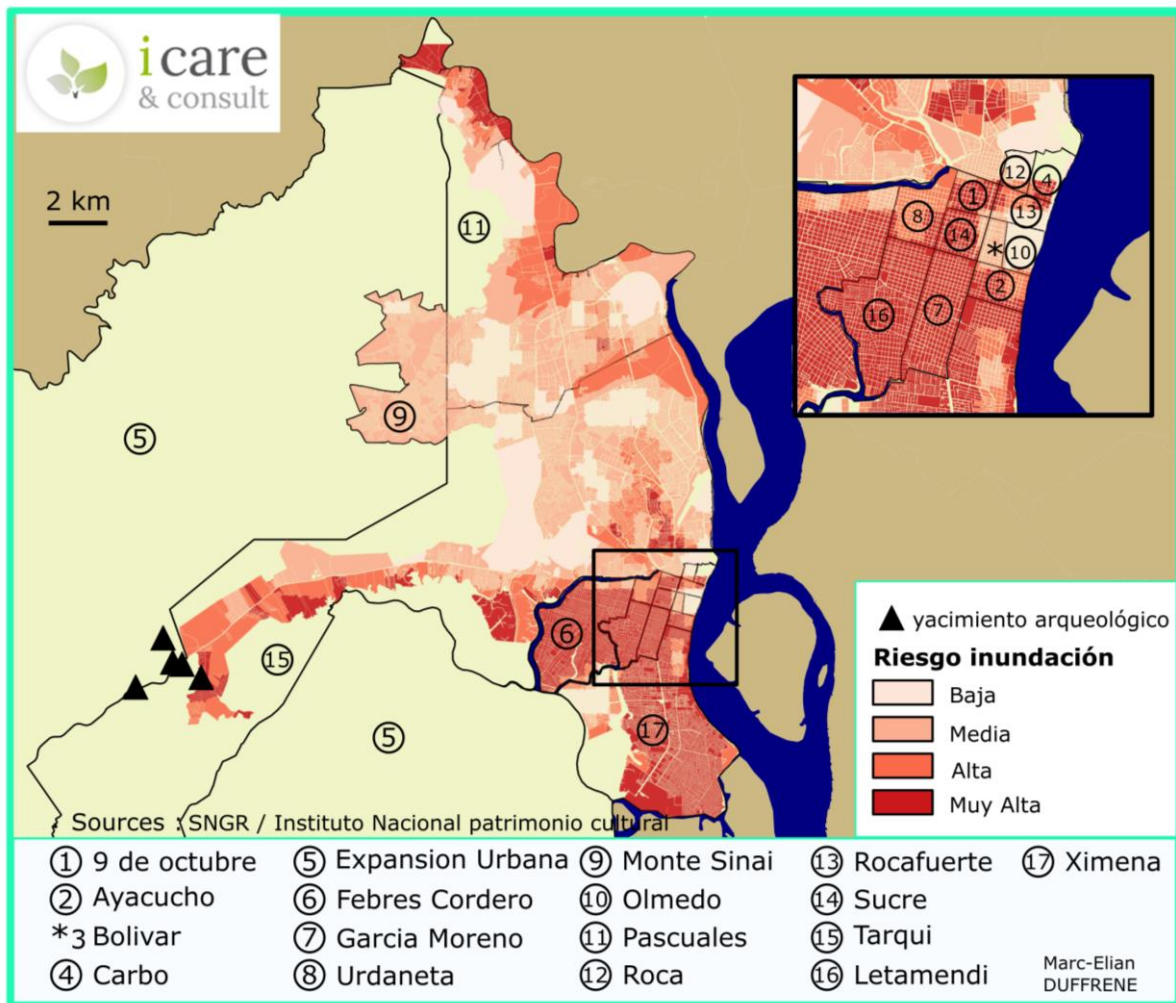 i care
& consult
2 km
11
9
5
15
5
6
17
12
4
1
13
8
14
*
10
2
16
7
yacimiento arqueológico
Riesgo inundación
Baja
Media
Alta
Muy Alta
Sources : SNGR / Instituto Nacional patrimonio cultural
1 9 de octubre
2 Ayacucho
*3 Bolivar
4 Carbo
5 Expansion Urbana
6 Febres Cordero
7 Garcia Moreno
8 Urdaneta
9 Monte Sinai
10 Olmedo
11 Pascuales
12 Roca
13 Rocafuerte
14 Sucre
15 Tarqui
16 Letamendi
17 Ximena
Marc-Elian
DUFFRENE